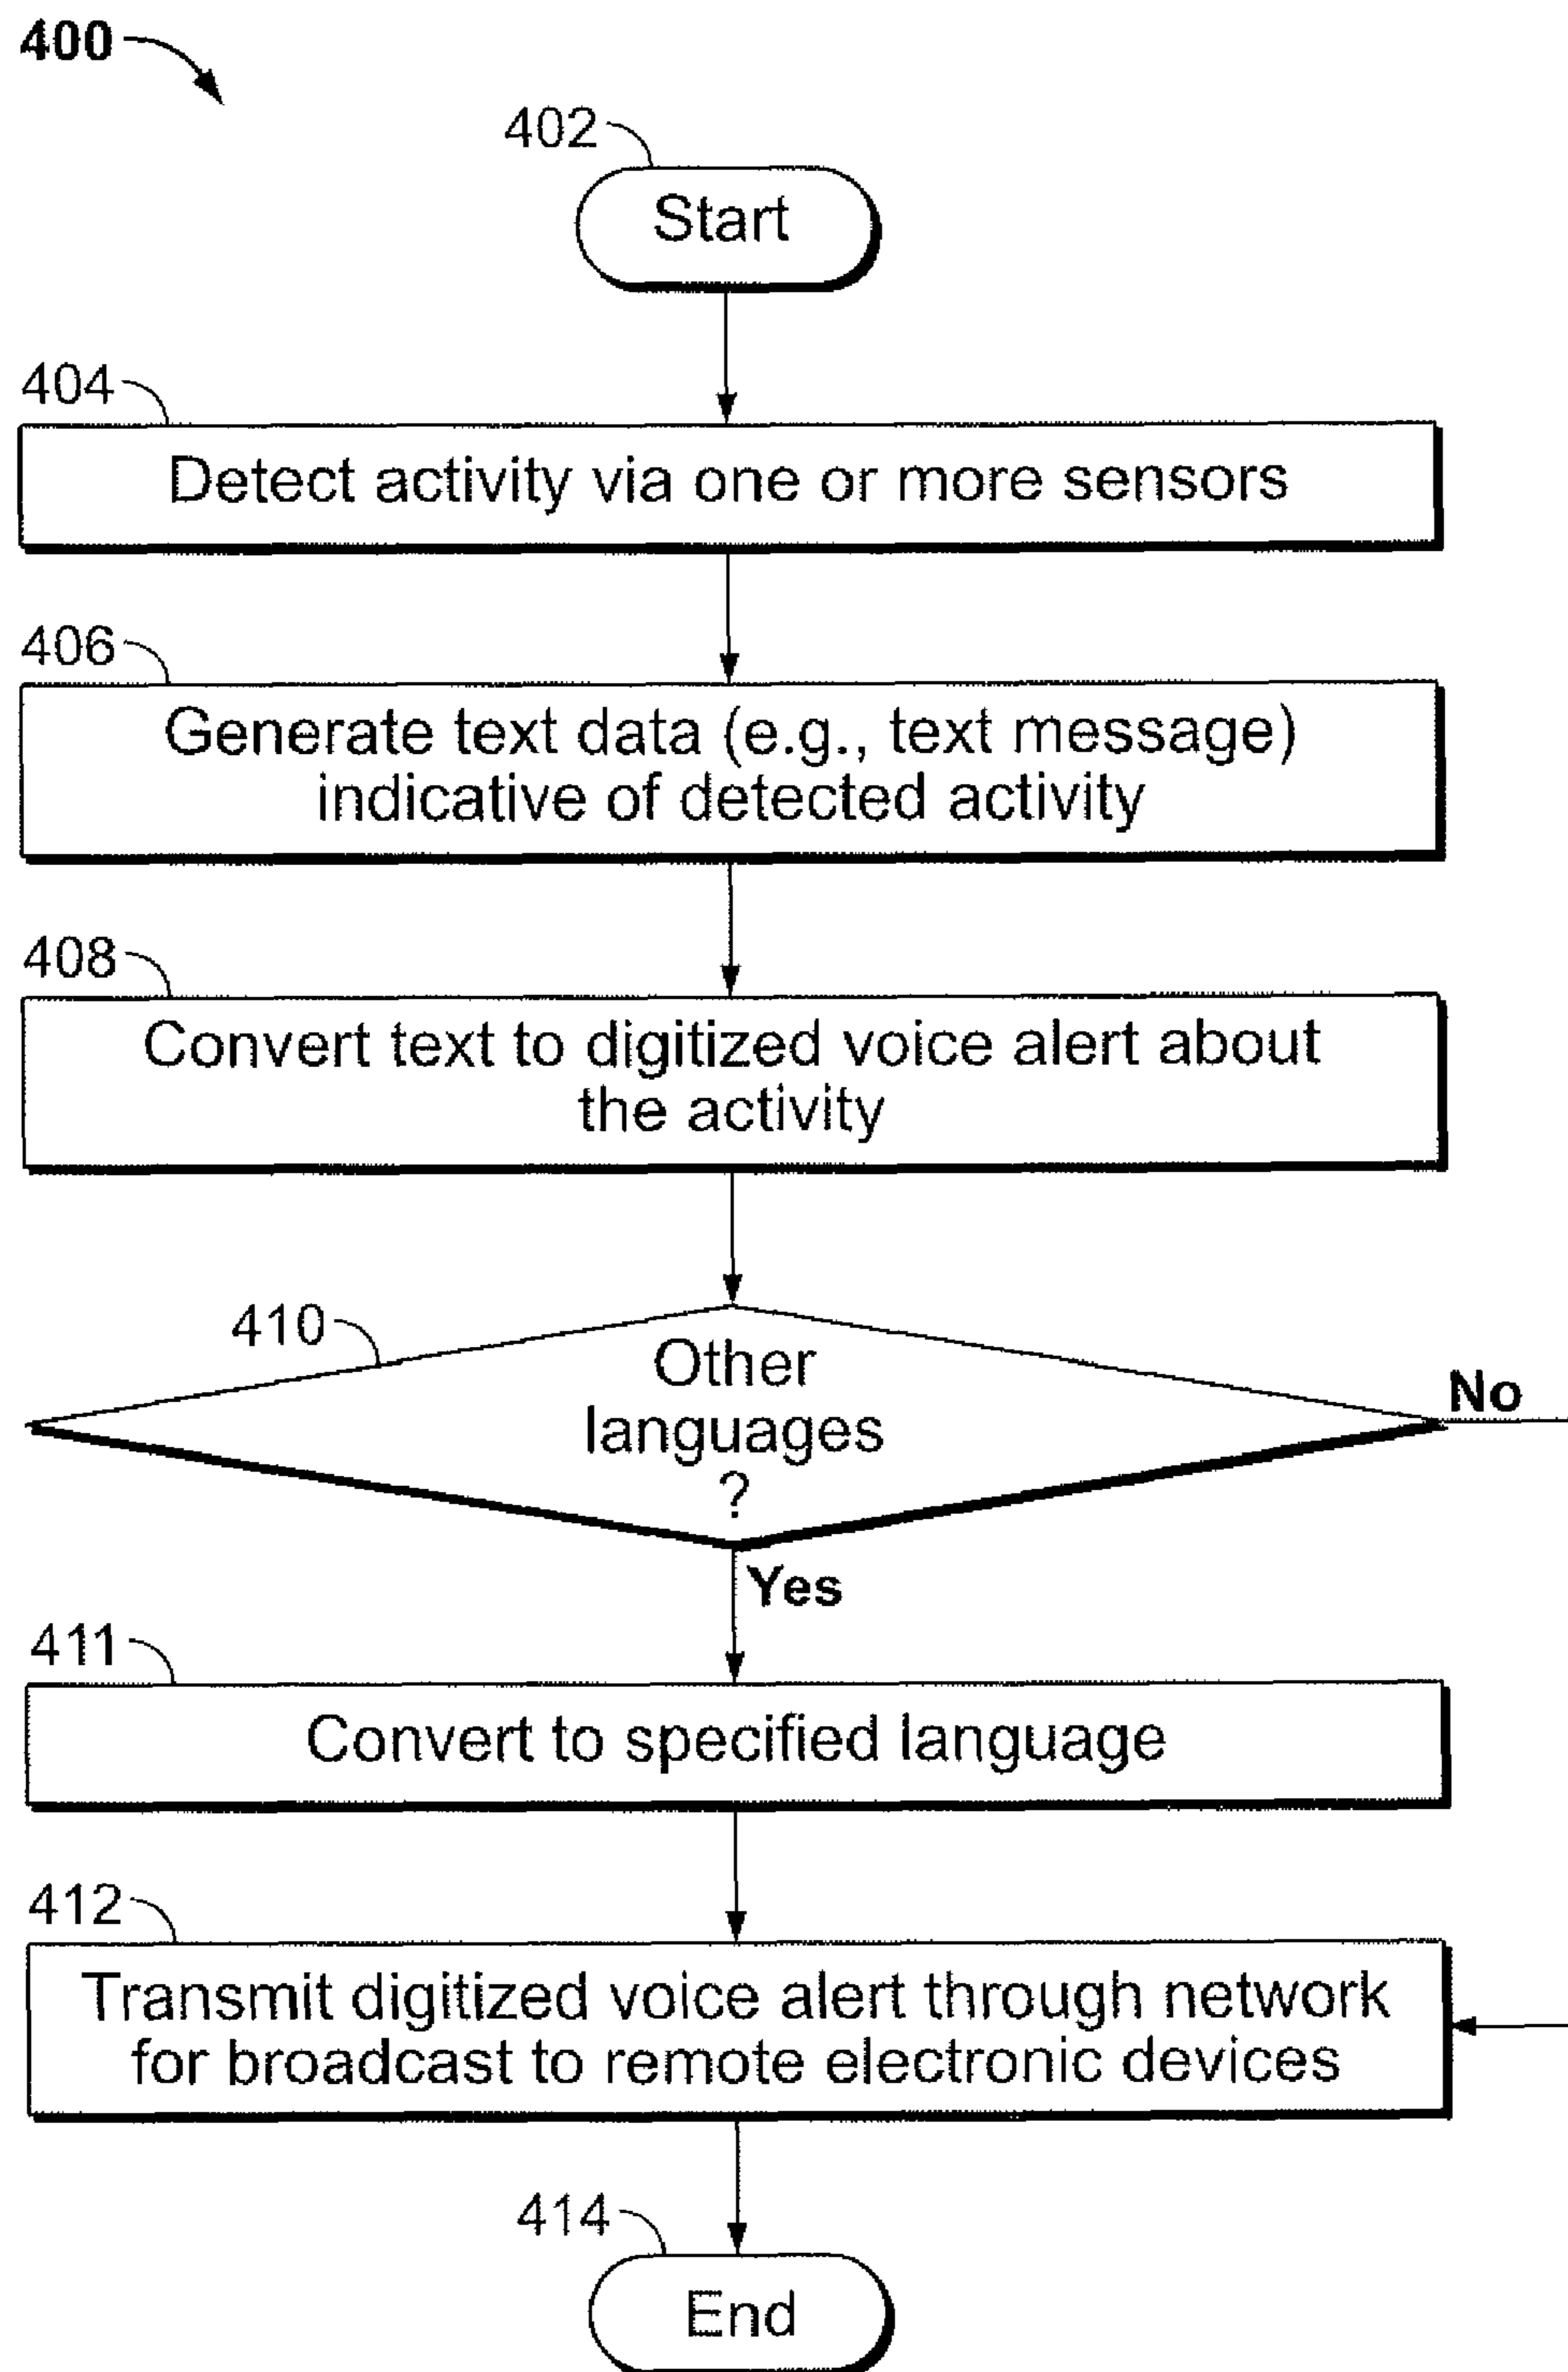 400
402
Start
404
Detect activity via one or more sensors
406
Generate text data (e.g., text message)
indicative of detected activity
408
Convert text to digitized voice alert about
the activity
410
Other
languages
?
No
Yes
411
Convert to specified language
412
Transmit digitized voice alert through network
for broadcast to remote electronic devices
414
End